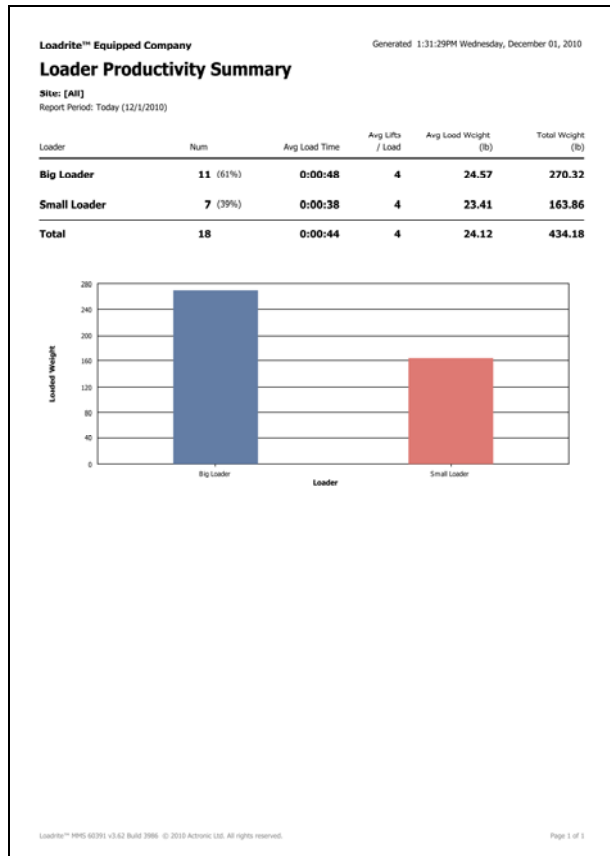 Loadrite™ Equipped Company
Generated 1:31:29PM Wednesday, December 01, 2010
Loader Productivity Summary
Site: [All]
Report Period: Today (12/1/2010)
Loader Num Avg Load Time Avg Lifts / Load Avg Load Weight (lb) Total Weight (lb)
Big Loader 11 (61%) 0:00:48 4 24.57 270.32
Small Loader 7 (39%) 0:00:38 4 23.41 163.86
Total 18 0:00:44 4 24.12 434.18
280
240
200
160
120
80
40
0
Loaded Weight
Big Loader Small Loader
Loader
Loadrite™ MMS 60391 v3.62 Build 3986 © 2010 Actronic Ltd. All rights reserved.
Page 1 of 1